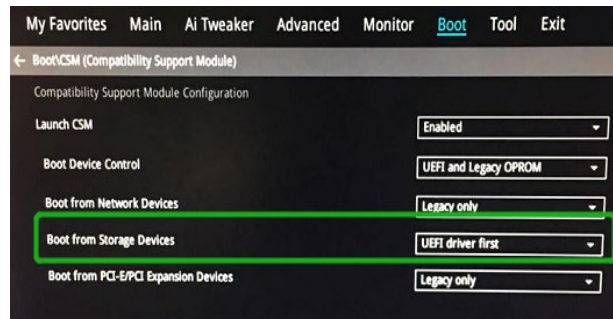 My Favorites Main Ai Tweaker Advanced Monitor Boot Tool Exit
← Boot\CSM (Compatibility Support Module)
Compatibility Support Module Configuration
Launch CSM Enabled
Boot Device Control UEFI and Legacy OPROM
Boot from Network Devices Legacy only
Boot from Storage Devices UEFI driver first
Boot from PCI-E/PCI Expansion Devices Legacy only